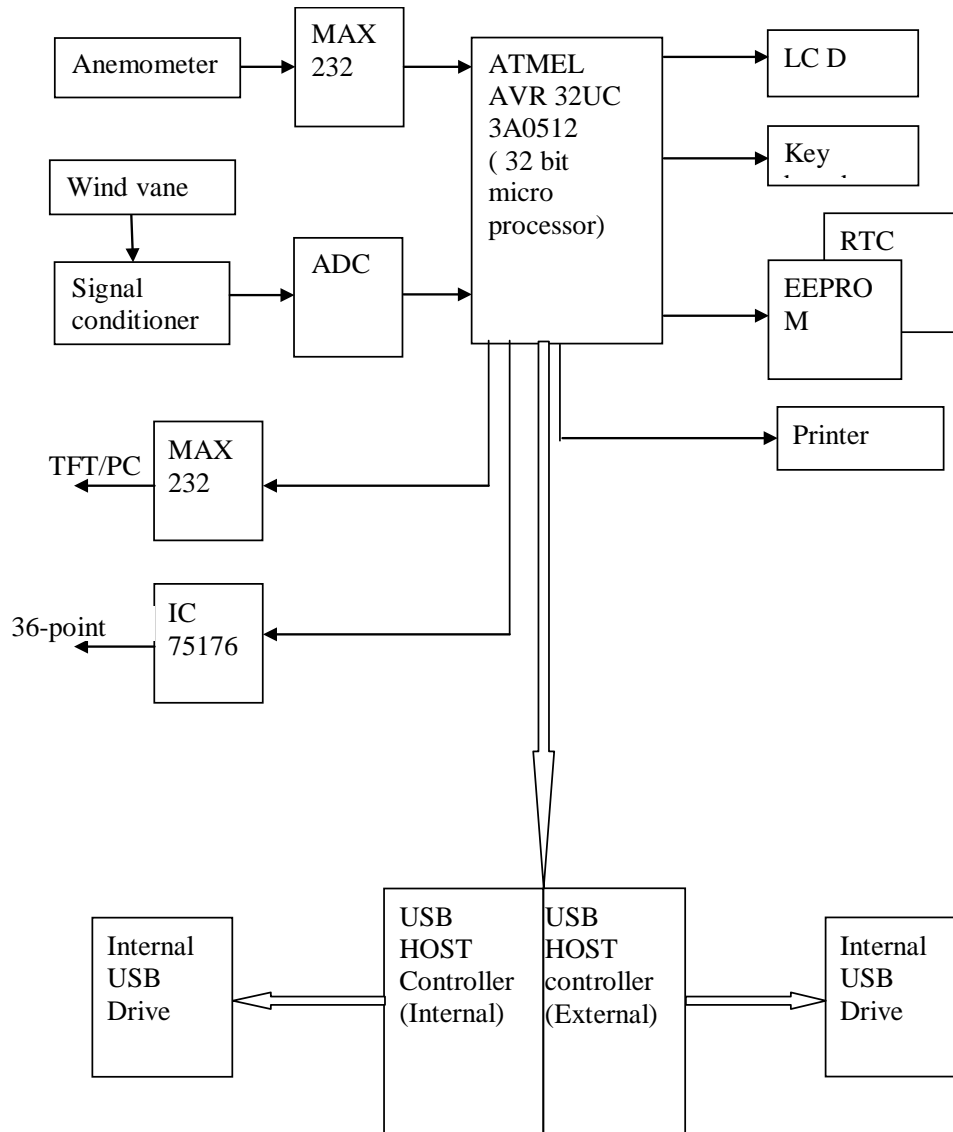 Anemometer
MAX
232
ATMEL
AVR 32UC
3A0512
( 32 bit
micro
processor)
LC D
Key
Wind vane
Signal
conditioner
ADC
RTC
EEPRO
M
Printer
TFT/PC
MAX
232
36-point
IC
75176
Internal
USB
Drive
USB
HOST
Controller
(Internal)
USB
HOST
controller
(External)
Internal
USB
Drive